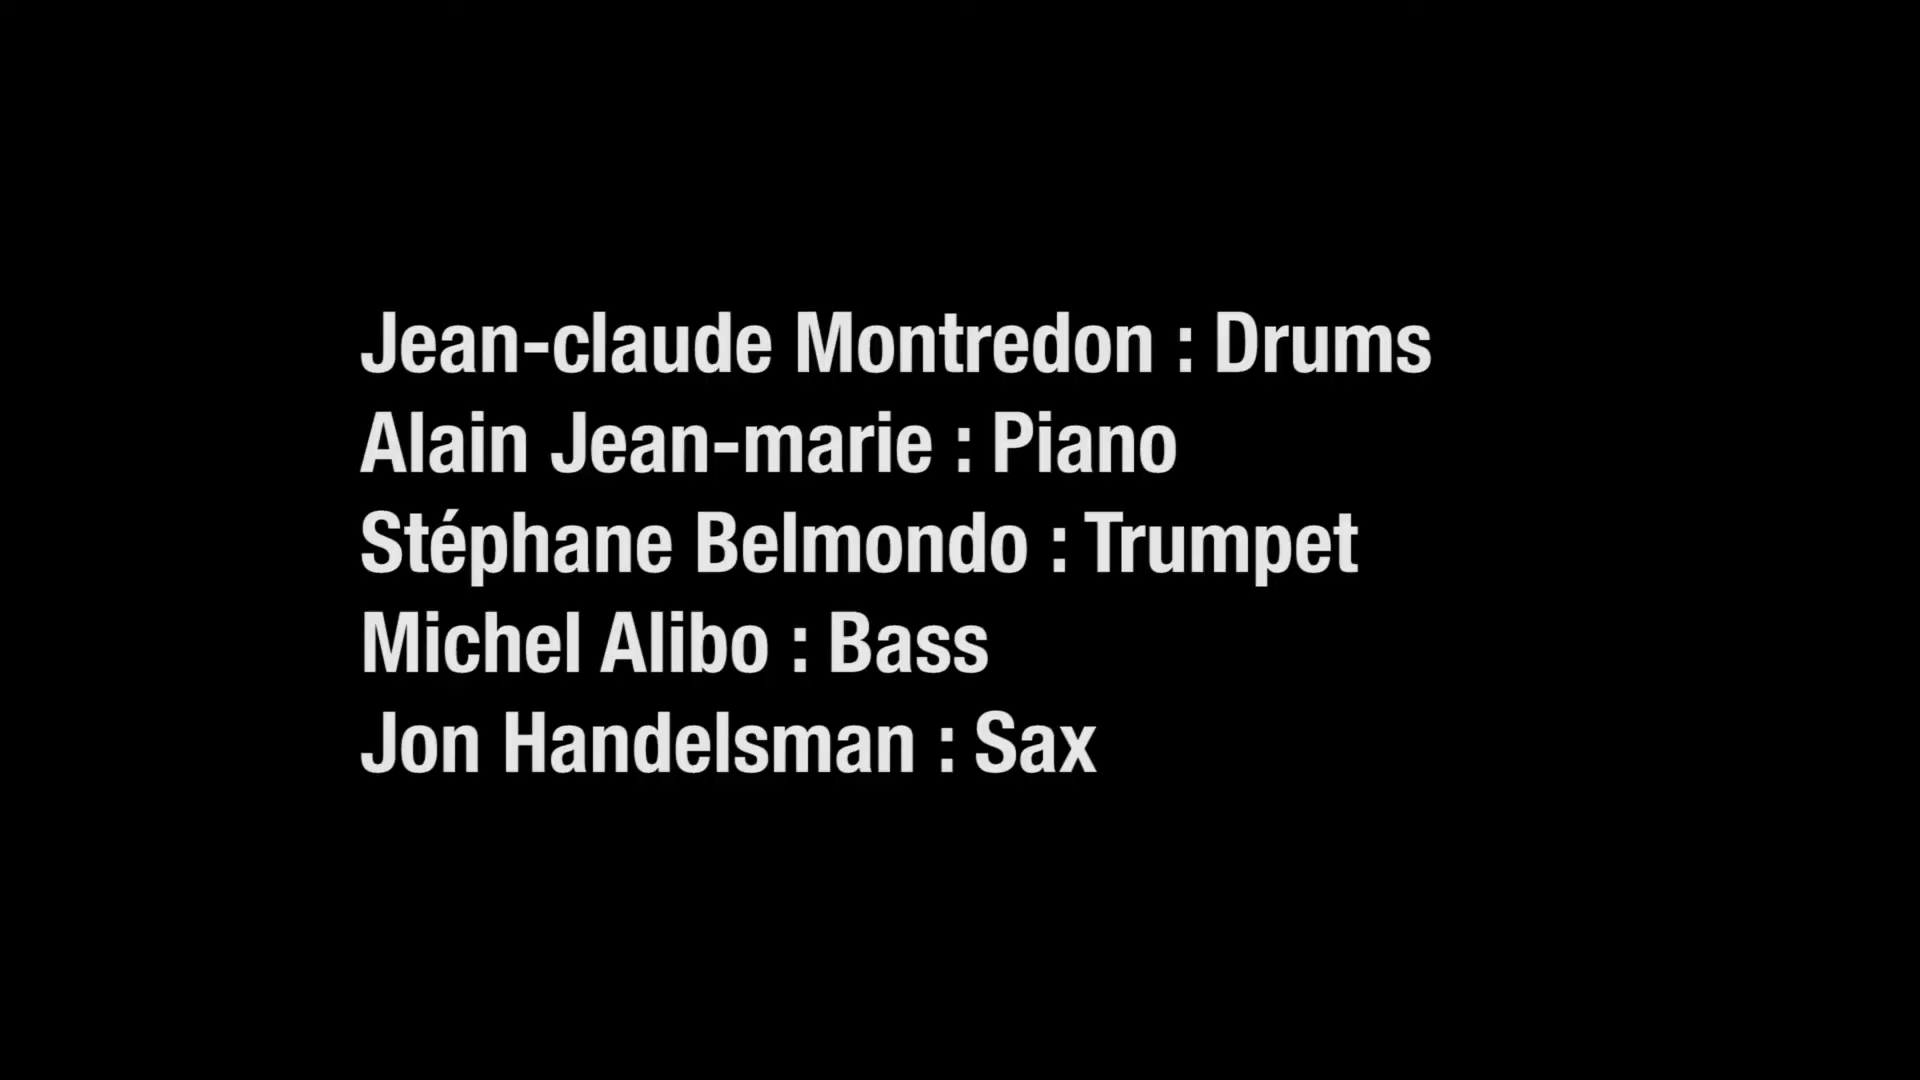 Jean-claude Montredon : Drums
Alain Jean-marie : Piano
Stéphane Belmondo : Trumpet
Michel Alibo : Bass
Jon Handelsman : Sax